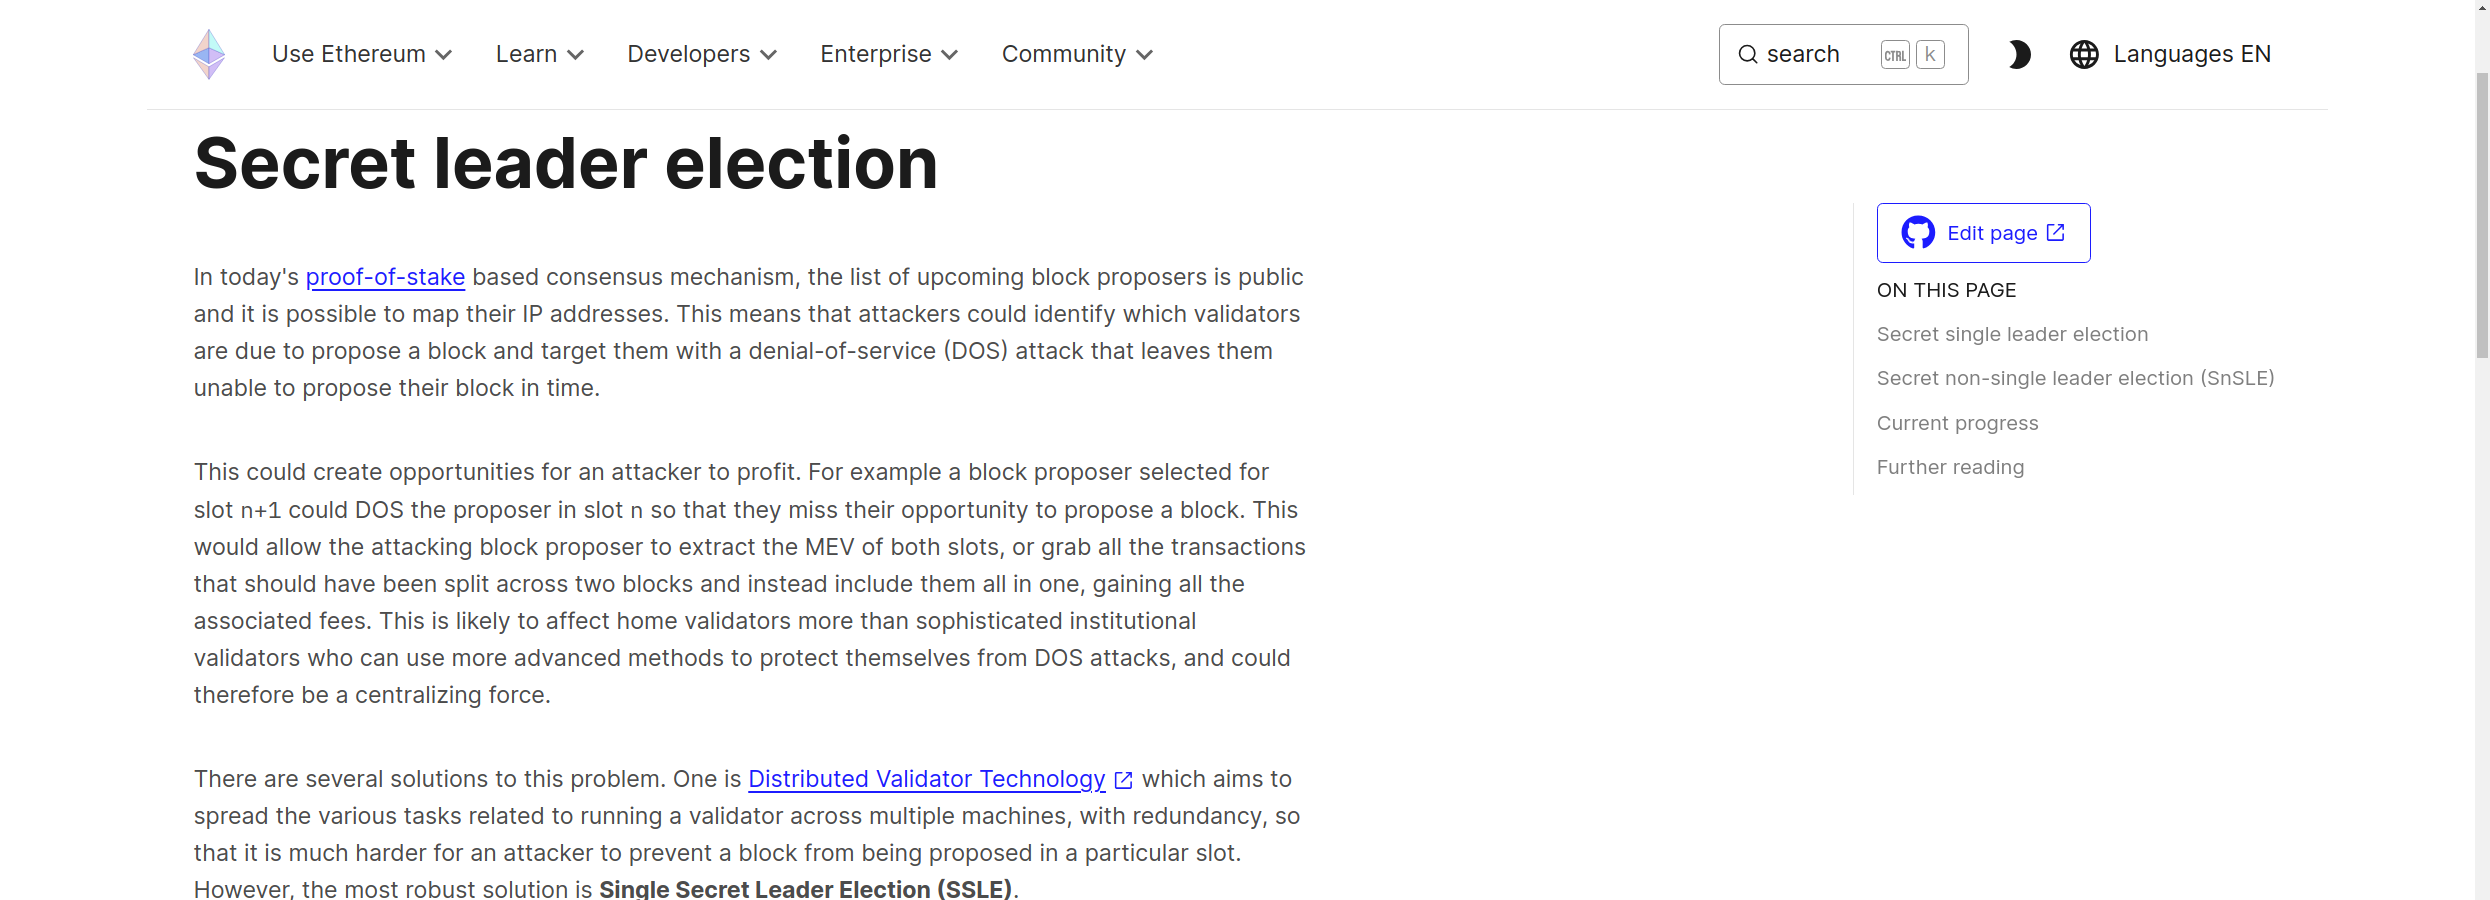 Use Ethereum Learn Developers Enterprise Community search CTRL k Languages EN
Secret leader election
In today's proof-of-stake based consensus mechanism, the list of upcoming block proposers is public
and it is possible to map their IP addresses. This means that attackers could identify which validators
are due to propose a block and target them with a denial-of-service (DOS) attack that leaves them
unable to propose their block in time.
This could create opportunities for an attacker to profit. For example a block proposer selected for
slot n+1 could DOS the proposer in slot n so that they miss their opportunity to propose a block. This
would allow the attacking block proposer to extract the MEV of both slots, or grab all the transactions
that should have been split across two blocks and instead include them all in one, gaining all the
associated fees. This is likely to affect home validators more than sophisticated institutional
validators who can use more advanced methods to protect themselves from DOS attacks, and could
therefore be a centralizing force.
There are several solutions to this problem. One is Distributed Validator Technology which aims to
spread the various tasks related to running a validator across multiple machines, with redundancy, so
that it is much harder for an attacker to prevent a block from being proposed in a particular slot.
However, the most robust solution is Single Secret Leader Election (SSLE).
Edit page
ON THIS PAGE
Secret single leader election
Secret non-single leader election (SnSLE)
Current progress
Further reading